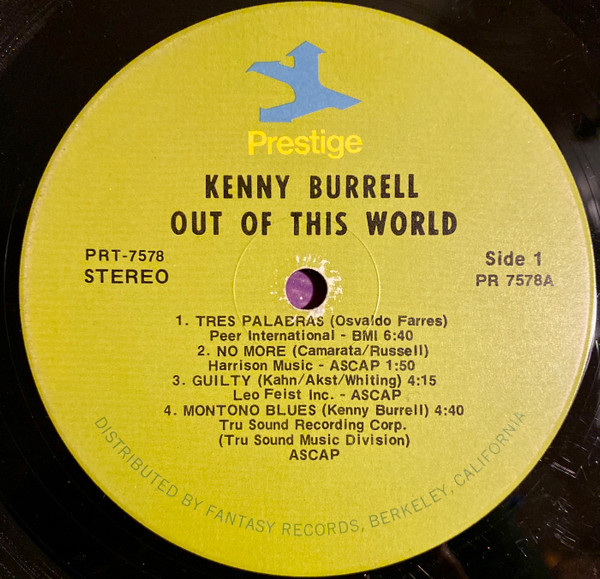 Prestige
KENNY BURRELL
OUT OF THIS WORLD
PRT-7578
STEREO
Side 1
PR 7578A
1. TRES PALABRAS (Osvaldo Farres)
Peer International - BMI 6:40
2. NO MORE (Camarata/Russell)
Harrison Music - ASCAP 1:50
3. GUILTY (Kahn/Akst/Whiting) 4:15
Leo Feist Inc. - ASCAP
4. MONTONO BLUES (Kenny Burrell) 4:40
Tru Sound Recording Corp.
(Tru Sound Music Division)
ASCAP
DISTRIBUTED BY FANTASY RECORDS, BERKELEY, CALIFORNIA